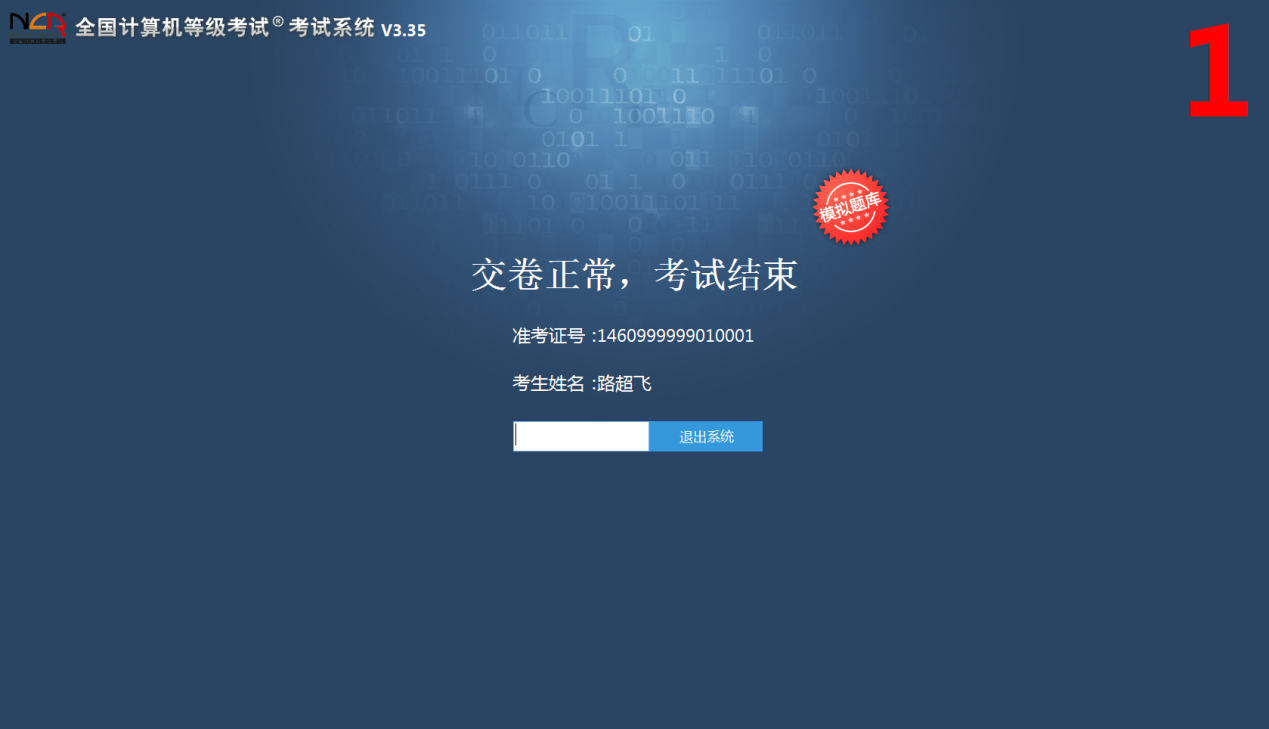 NCR 全国计算机等级考试® 考试系统 V3.35
1
模拟题库
交卷正常，考试结束
准考证号 :1460999999010001
考生姓名 :路超飞
退出系统